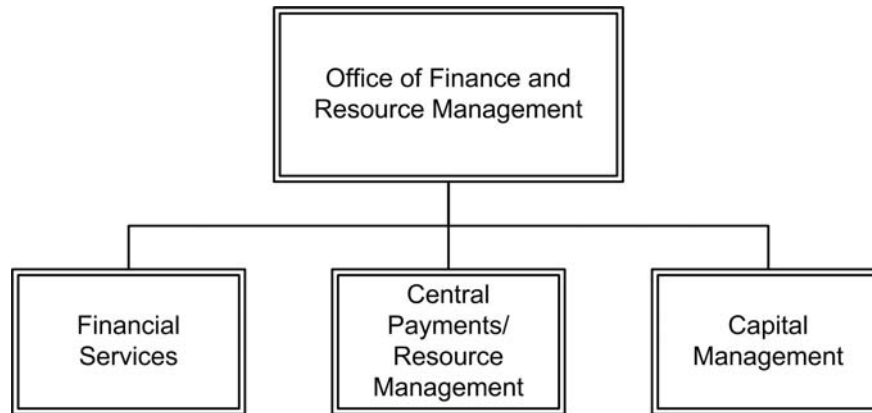 Office of Finance and
Resource Management
Financial
Services
Central
Payments/
Resource
Management
Capital
Management